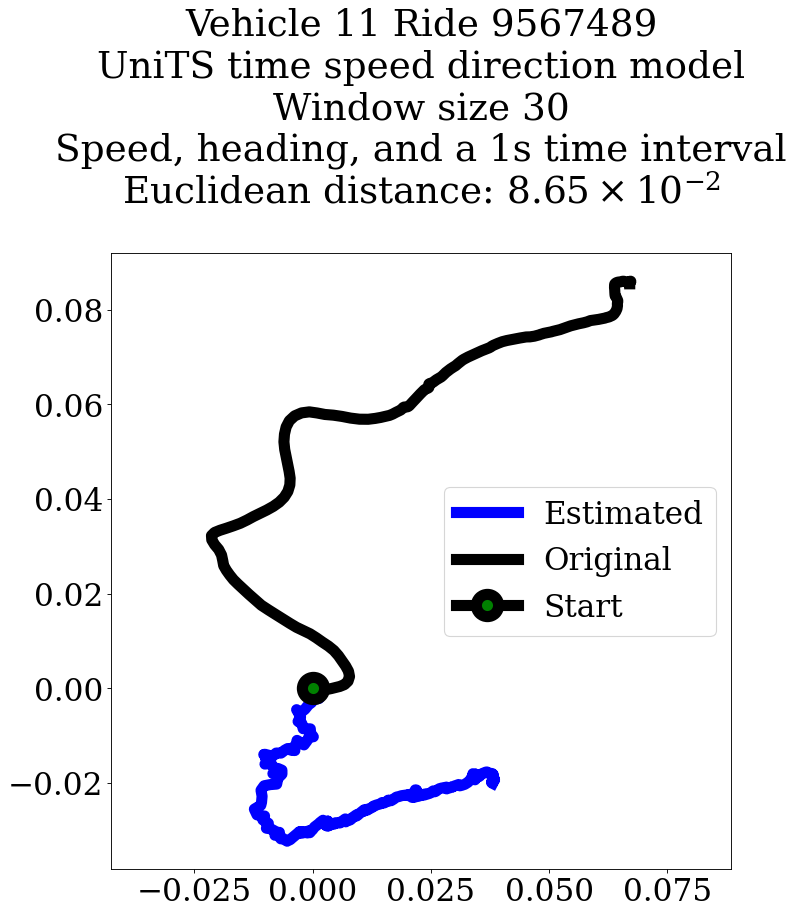 Vehicle 11 Ride 9567489
UniTS time speed direction model
Window size 30
Speed, heading, and a 1s time interval
Euclidean distance: 8.65 × 10⁻²
0.08
0.06
0.04
0.02
0.00
−0.02
Estimated
Original
Start
−0.025 0.000 0.025 0.050 0.075